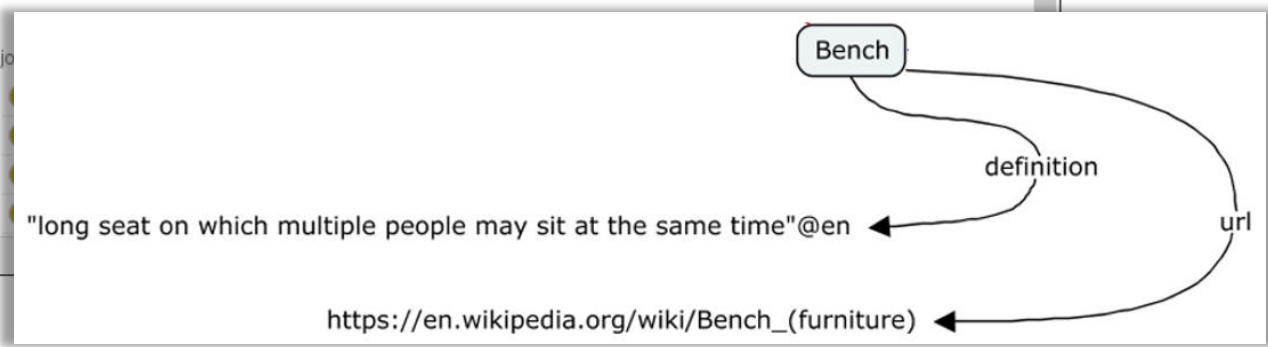 jo
Bench
definition
"long seat on which multiple people may sit at the same time"@en
url
https://en.wikipedia.org/wiki/Bench_(furniture)